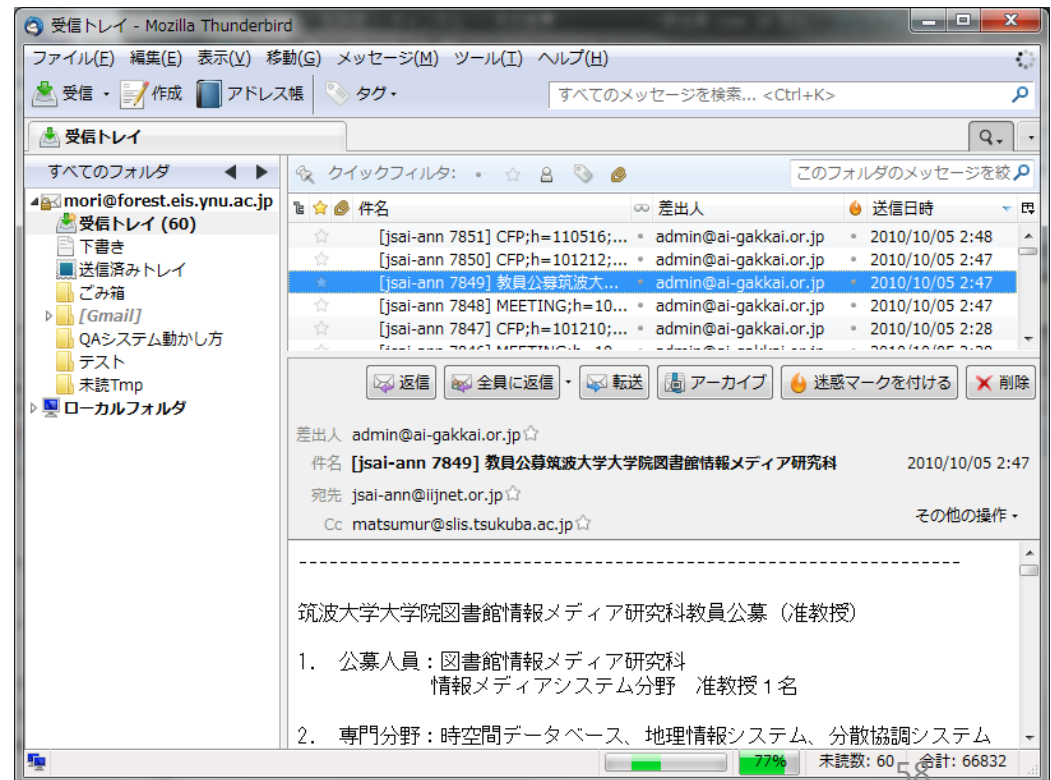 受信トレイ - Mozilla Thunderbird
ファイル(F) 編集(E) 表示(V) 移動(G) メッセージ(M) ツール(T) ヘルプ(H)
受信 作成 アドレス帳 タグ すべてのメッセージを検索... <Ctrl+K>
受信トレイ
すべてのフォルダ
クイックフィルタ: このフォルダのメッセージを絞
mori@forest.eis.ynu.ac.jp
受信トレイ (60)
下書き
送信済みトレイ
ごみ箱
[Gmail]
QAシステム動かし方
テスト
未読Tmp
ローカルフォルダ
件名 差出人 送信日時
[jsai-ann 7851] CFP;h=110516;... admin@ai-gakkai.or.jp 2010/10/05 2:48
[jsai-ann 7850] CFP;h=101212;... admin@ai-gakkai.or.jp 2010/10/05 2:47
[jsai-ann 7849] 教員公募筑波大... admin@ai-gakkai.or.jp 2010/10/05 2:47
[jsai-ann 7848] MEETING;h=10... admin@ai-gakkai.or.jp 2010/10/05 2:47
[jsai-ann 7847] CFP;h=101210;... admin@ai-gakkai.or.jp 2010/10/05 2:28
返信 全員に返信 転送 アーカイブ 迷惑マークを付ける 削除
差出人 admin@ai-gakkai.or.jp
件名 [jsai-ann 7849] 教員公募筑波大学大学院図書館情報メディア研究科 2010/10/05 2:47
宛先 jsai-ann@iijnet.or.jp
Cc matsumur@slis.tsukuba.ac.jp その他の操作
-----------------------------------------------------------------
筑波大学大学院図書館情報メディア研究科教員公募（准教授）
1. 公募人員：図書館情報メディア研究科
情報メディアシステム分野 准教授1名
2. 専門分野：時空間データベース、地理情報システム、分散協調システム
77% 未読数: 60 合計: 66832
58